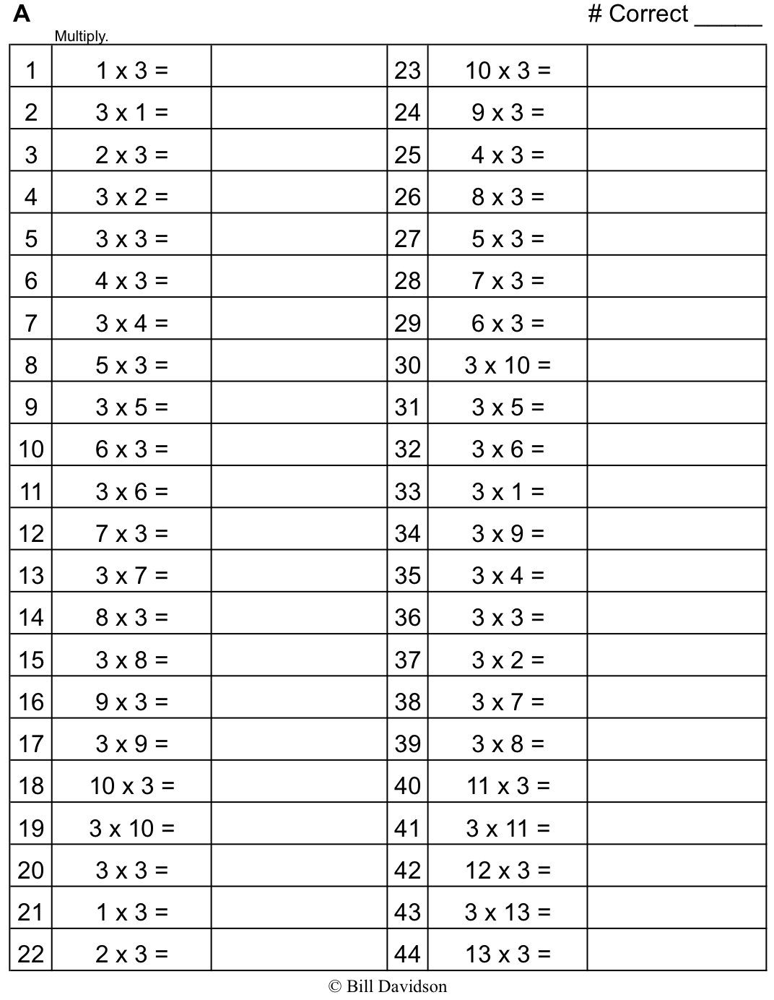 A # Correct _____
Multiply.
1 1 x 3 = 23 10 x 3 =
2 3 x 1 = 24 9 x 3 =
3 2 x 3 = 25 4 x 3 =
4 3 x 2 = 26 8 x 3 =
5 3 x 3 = 27 5 x 3 =
6 4 x 3 = 28 7 x 3 =
7 3 x 4 = 29 6 x 3 =
8 5 x 3 = 30 3 x 10 =
9 3 x 5 = 31 3 x 5 =
10 6 x 3 = 32 3 x 6 =
11 3 x 6 = 33 3 x 1 =
12 7 x 3 = 34 3 x 9 =
13 3 x 7 = 35 3 x 4 =
14 8 x 3 = 36 3 x 3 =
15 3 x 8 = 37 3 x 2 =
16 9 x 3 = 38 3 x 7 =
17 3 x 9 = 39 3 x 8 =
18 10 x 3 = 40 11 x 3 =
19 3 x 10 = 41 3 x 11 =
20 3 x 3 = 42 12 x 3 =
21 1 x 3 = 43 3 x 13 =
22 2 x 3 = 44 13 x 3 =
© Bill Davidson